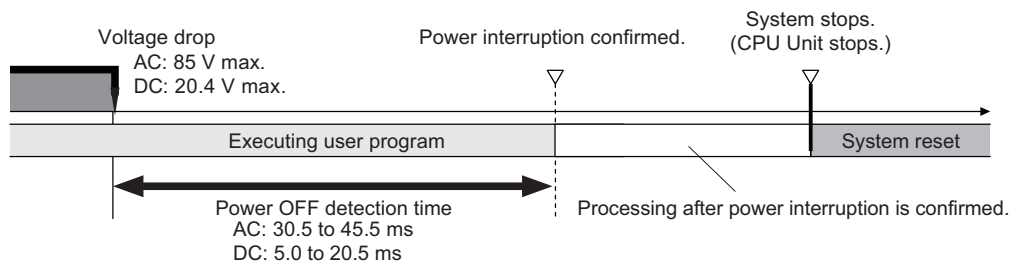 Voltage drop
AC: 85 V max.
DC: 20.4 V max.
Power interruption confirmed.
System stops.
(CPU Unit stops.)
Executing user program
System reset
Power OFF detection time
AC: 30.5 to 45.5 ms
DC: 5.0 to 20.5 ms
Processing after power interruption is confirmed.